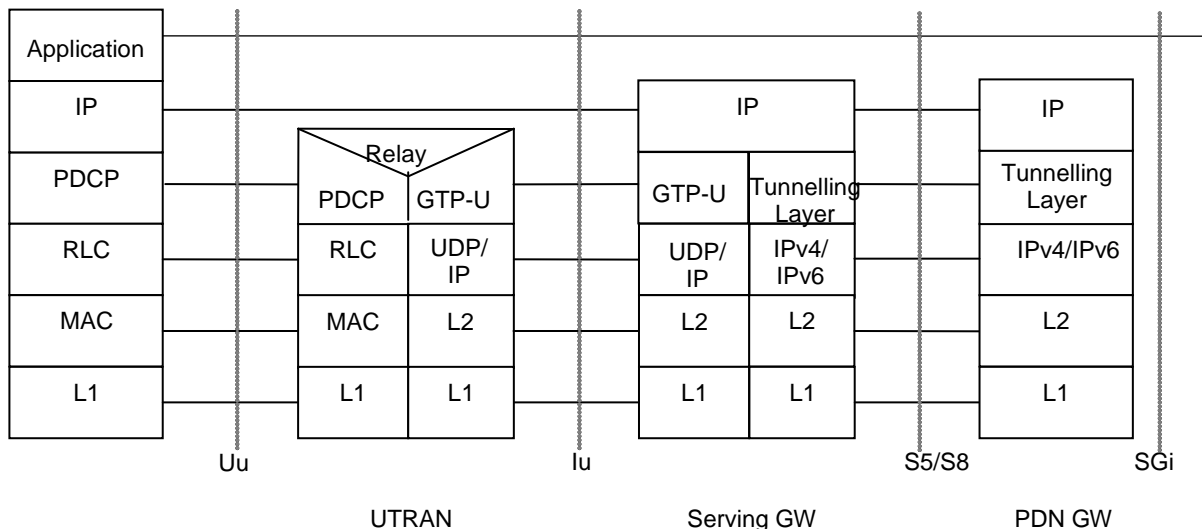 Application
IP
PDCP
RLC
MAC
L1
Uu
Relay
PDCP GTP-U
RLC UDP/
IP
MAC L2
L1 L1
UTRAN
Iu
IP
GTP-U Tunnelling
Layer
UDP/
IP IPv4/
IPv6
L2 L2
L1 L1
Serving GW
S5/S8
IP
Tunnelling
Layer
IPv4/IPv6
L2
L1
PDN GW
SGi